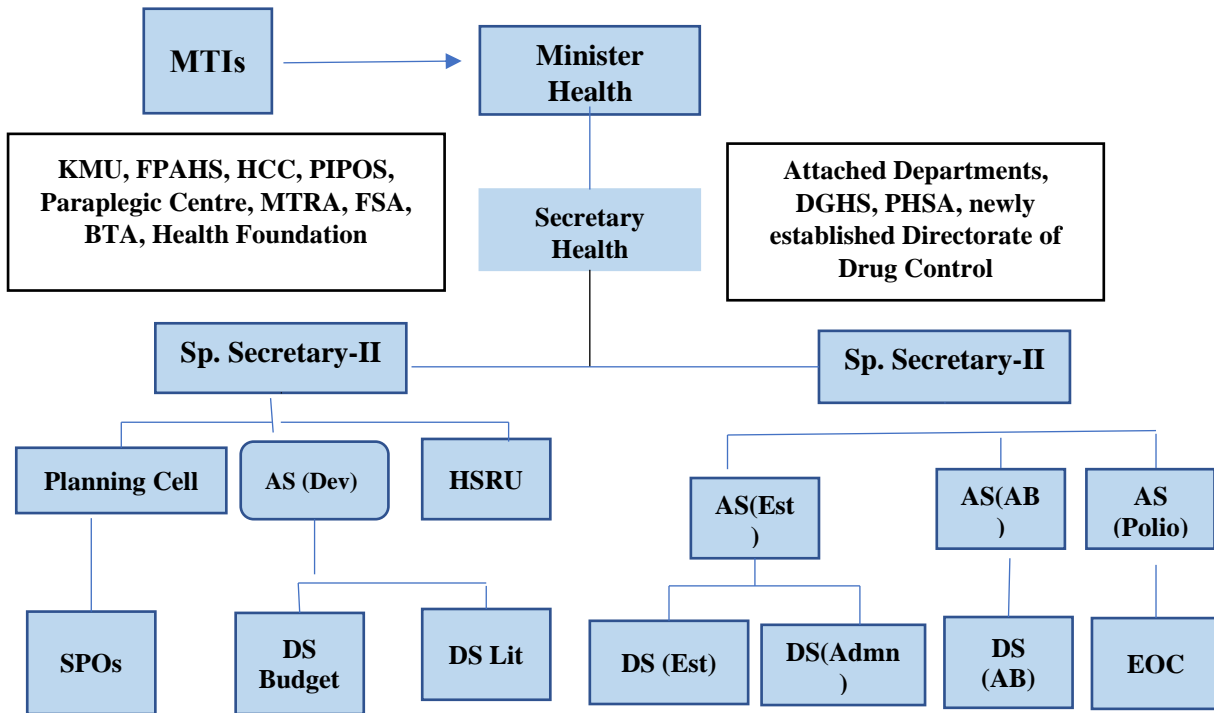 MTIs
Minister
Health
KMU, FPAHS, HCC, PIPOS,
Paraplegic Centre, MTRA, FSA,
BTA, Health Foundation
Attached Departments,
DGHS, PHSA, newly
established Directorate of
Drug Control
Secretary
Health
Sp. Secretary-II
Sp. Secretary-II
Planning Cell
AS (Dev)
HSRU
AS(Est
)
AS(AB
)
AS
(Polio)
SPOs
DS
Budget
DS Lit
DS (Est)
DS(Admn
)
DS
(AB)
EOC